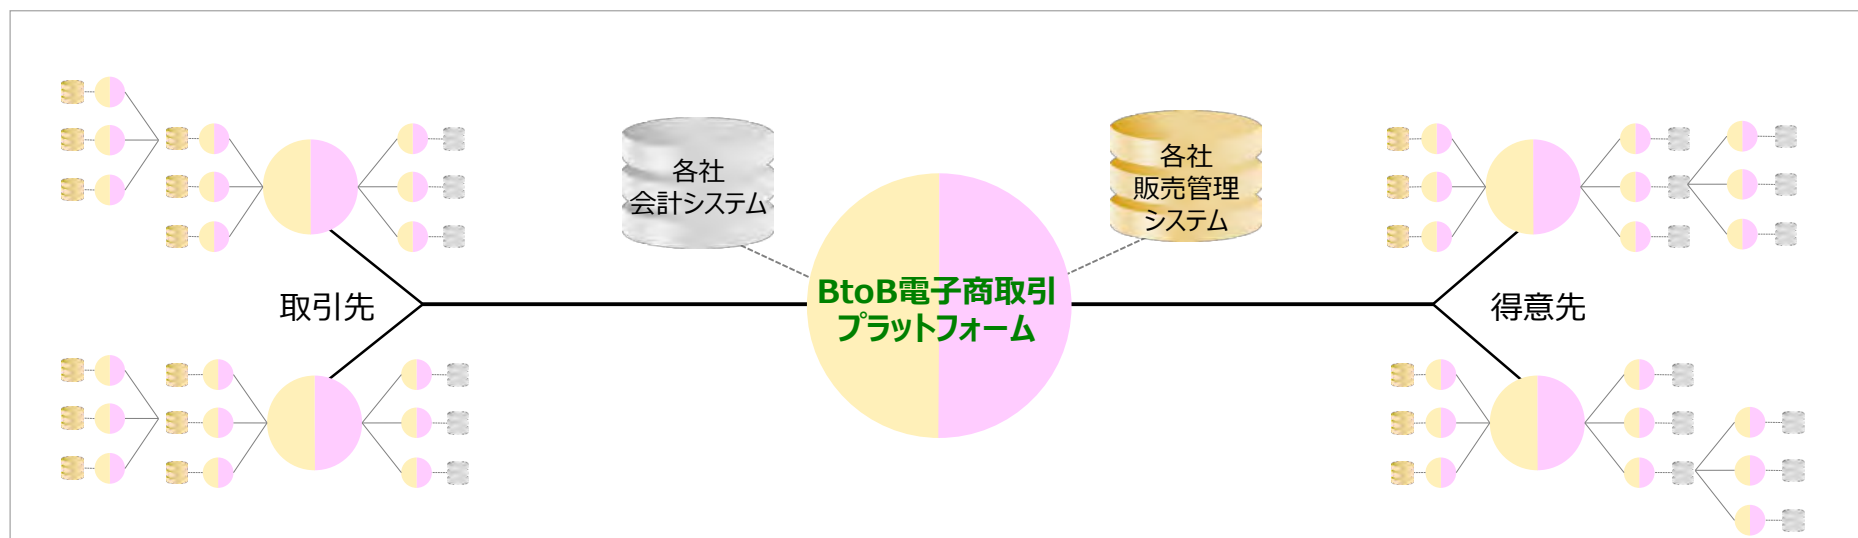 各社
会計システム
各社
販売管理
システム
BtoB電子商取引
プラットフォーム
取引先
得意先